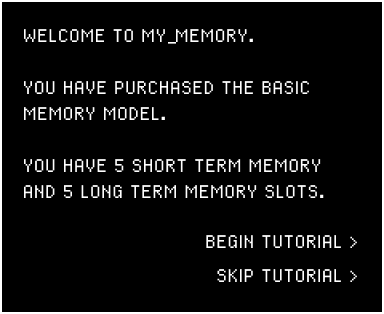 WELCOME TO MY_MEMORY.
YOU HAVE PURCHASED THE BASIC
MEMORY MODEL.
YOU HAVE 5 SHORT TERM MEMORY
AND 5 LONG TERM MEMORY SLOTS.
BEGIN TUTORIAL >
SKIP TUTORIAL >